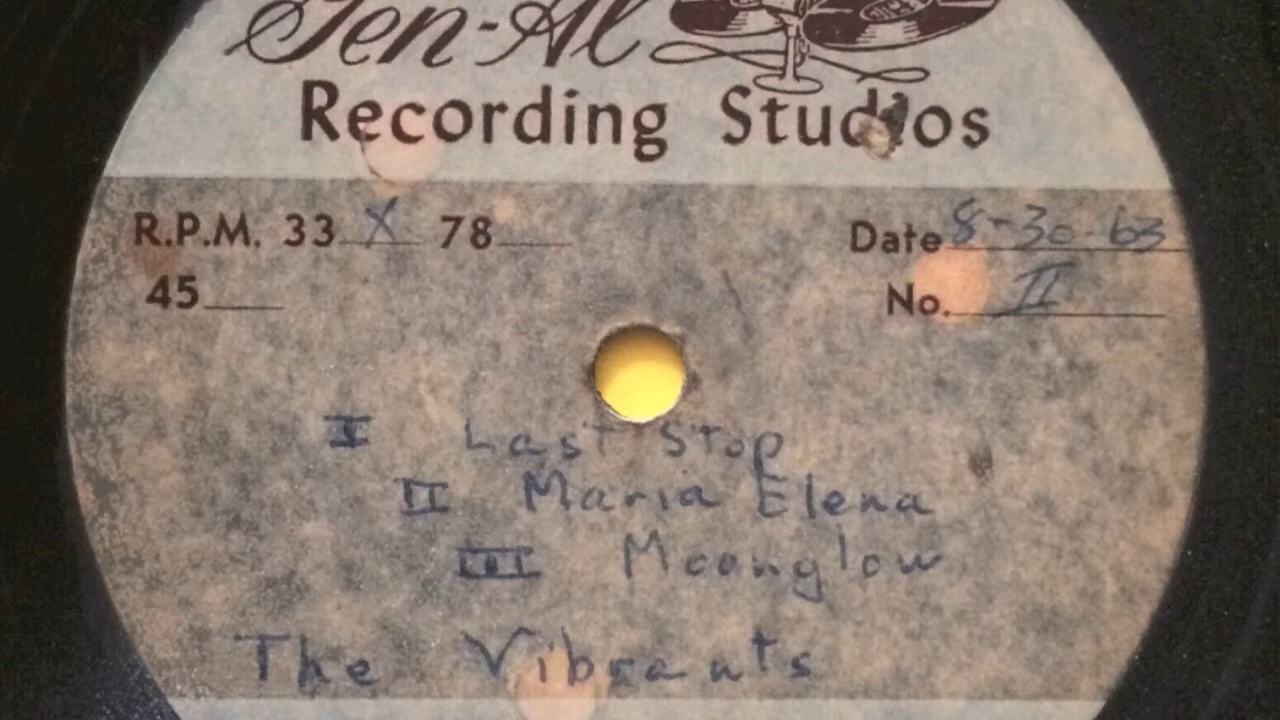 Ten-Al
Recording Studios
R.P.M. 33 X 78
Date 8-30-63
45
No. II
I Last Stop
II Maria Elena
III Moonglow
The Vibrants